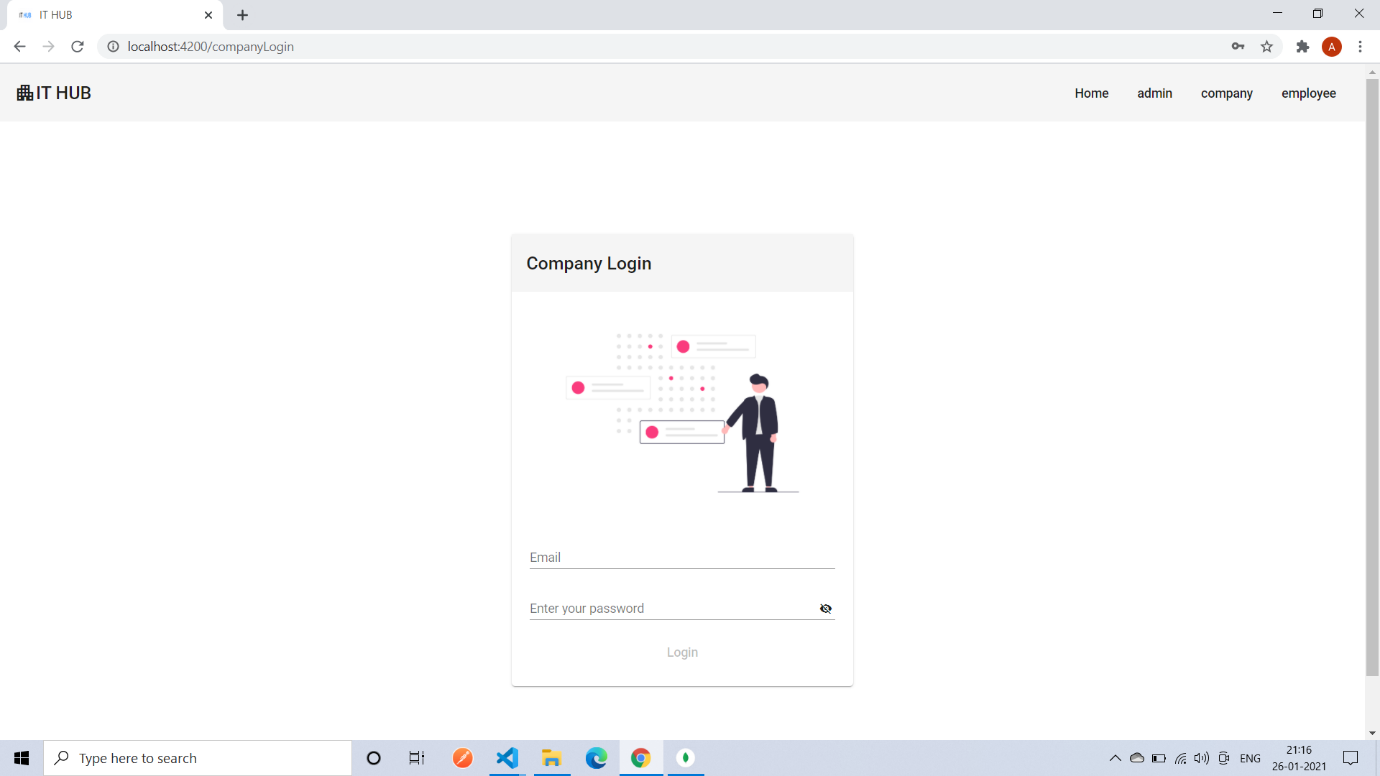 IT HUB
localhost:4200/companyLogin
A
IT HUB
Home admin company employee
Company Login
Email
Enter your password
Login
Type here to search
ENG
21:16
26-01-2021